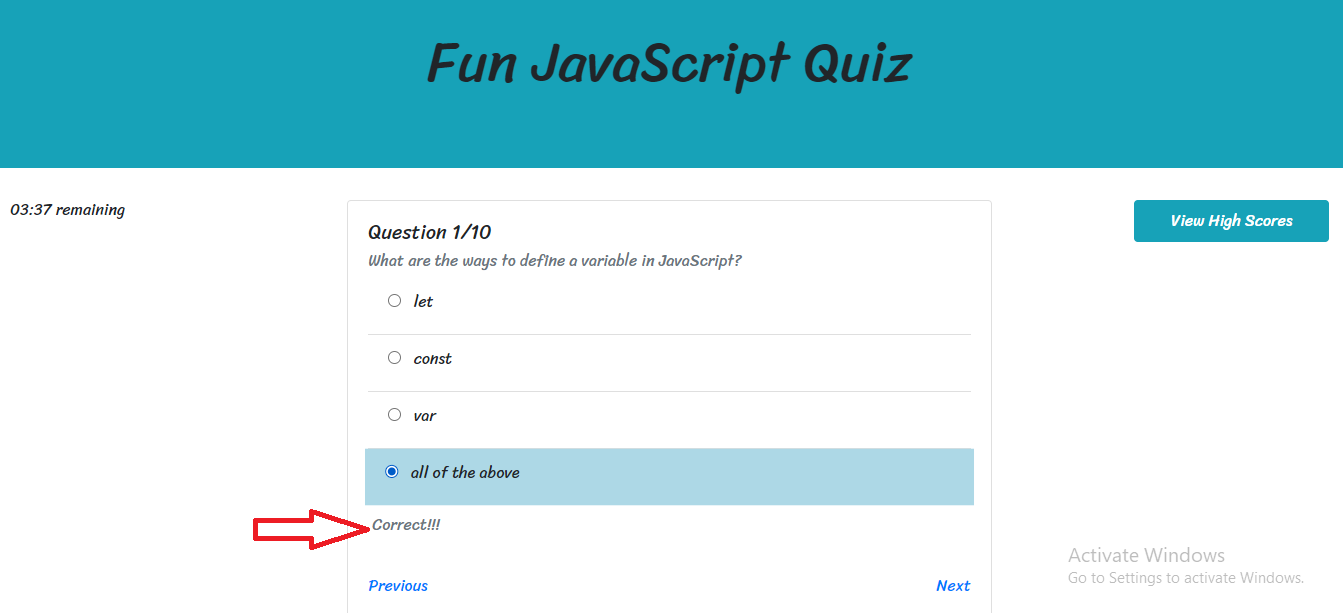 Fun JavaScript Quiz
03:37 remaining
View High Scores
Question 1/10
What are the ways to define a variable in JavaScript?
let
const
var
all of the above
Correct!!!
Previous
Next
Activate Windows
Go to Settings to activate Windows.